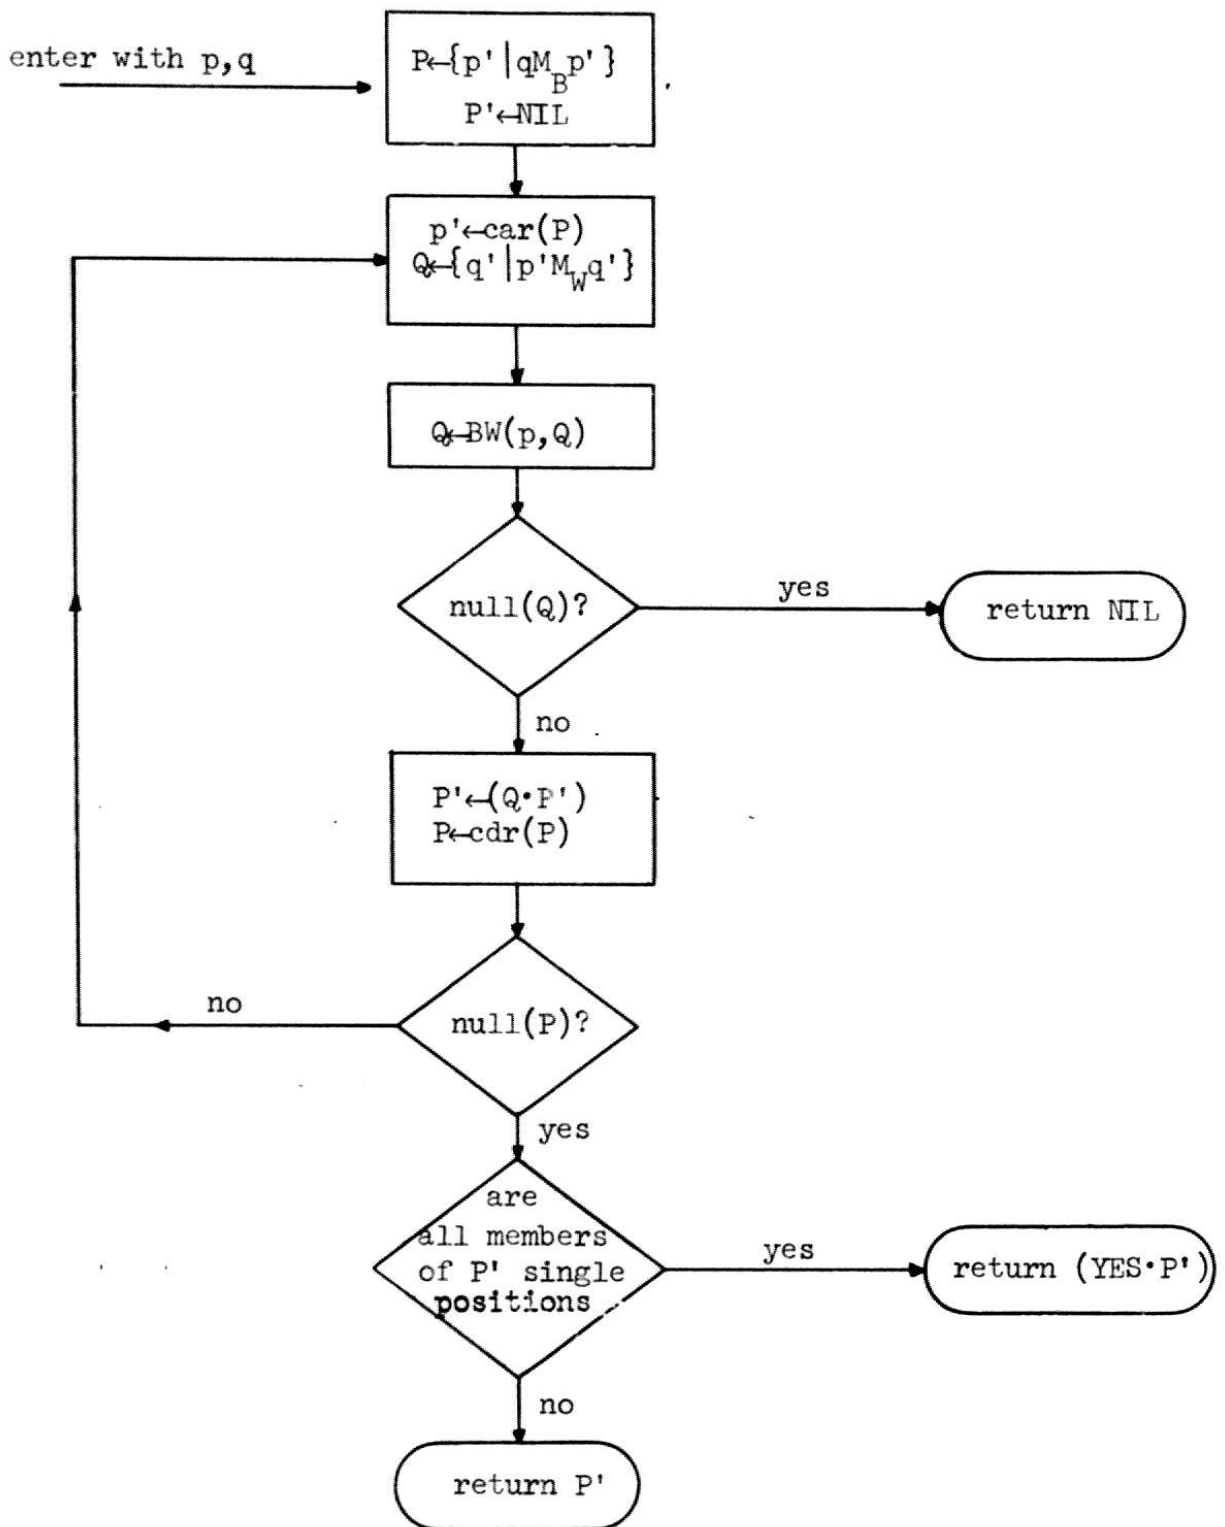 enter with p,q
P←{p'|qM_B p'}
P'←NIL
p'←car(P)
Q←{q'|p'M_W q'}
Q←BW(p,Q)
null(Q)?
yes
return NIL
no
P'←(Q·P')
P←cdr(P)
no
null(P)?
yes
are
all members
of P' single
positions
yes
return (YES·P')
no
return P'